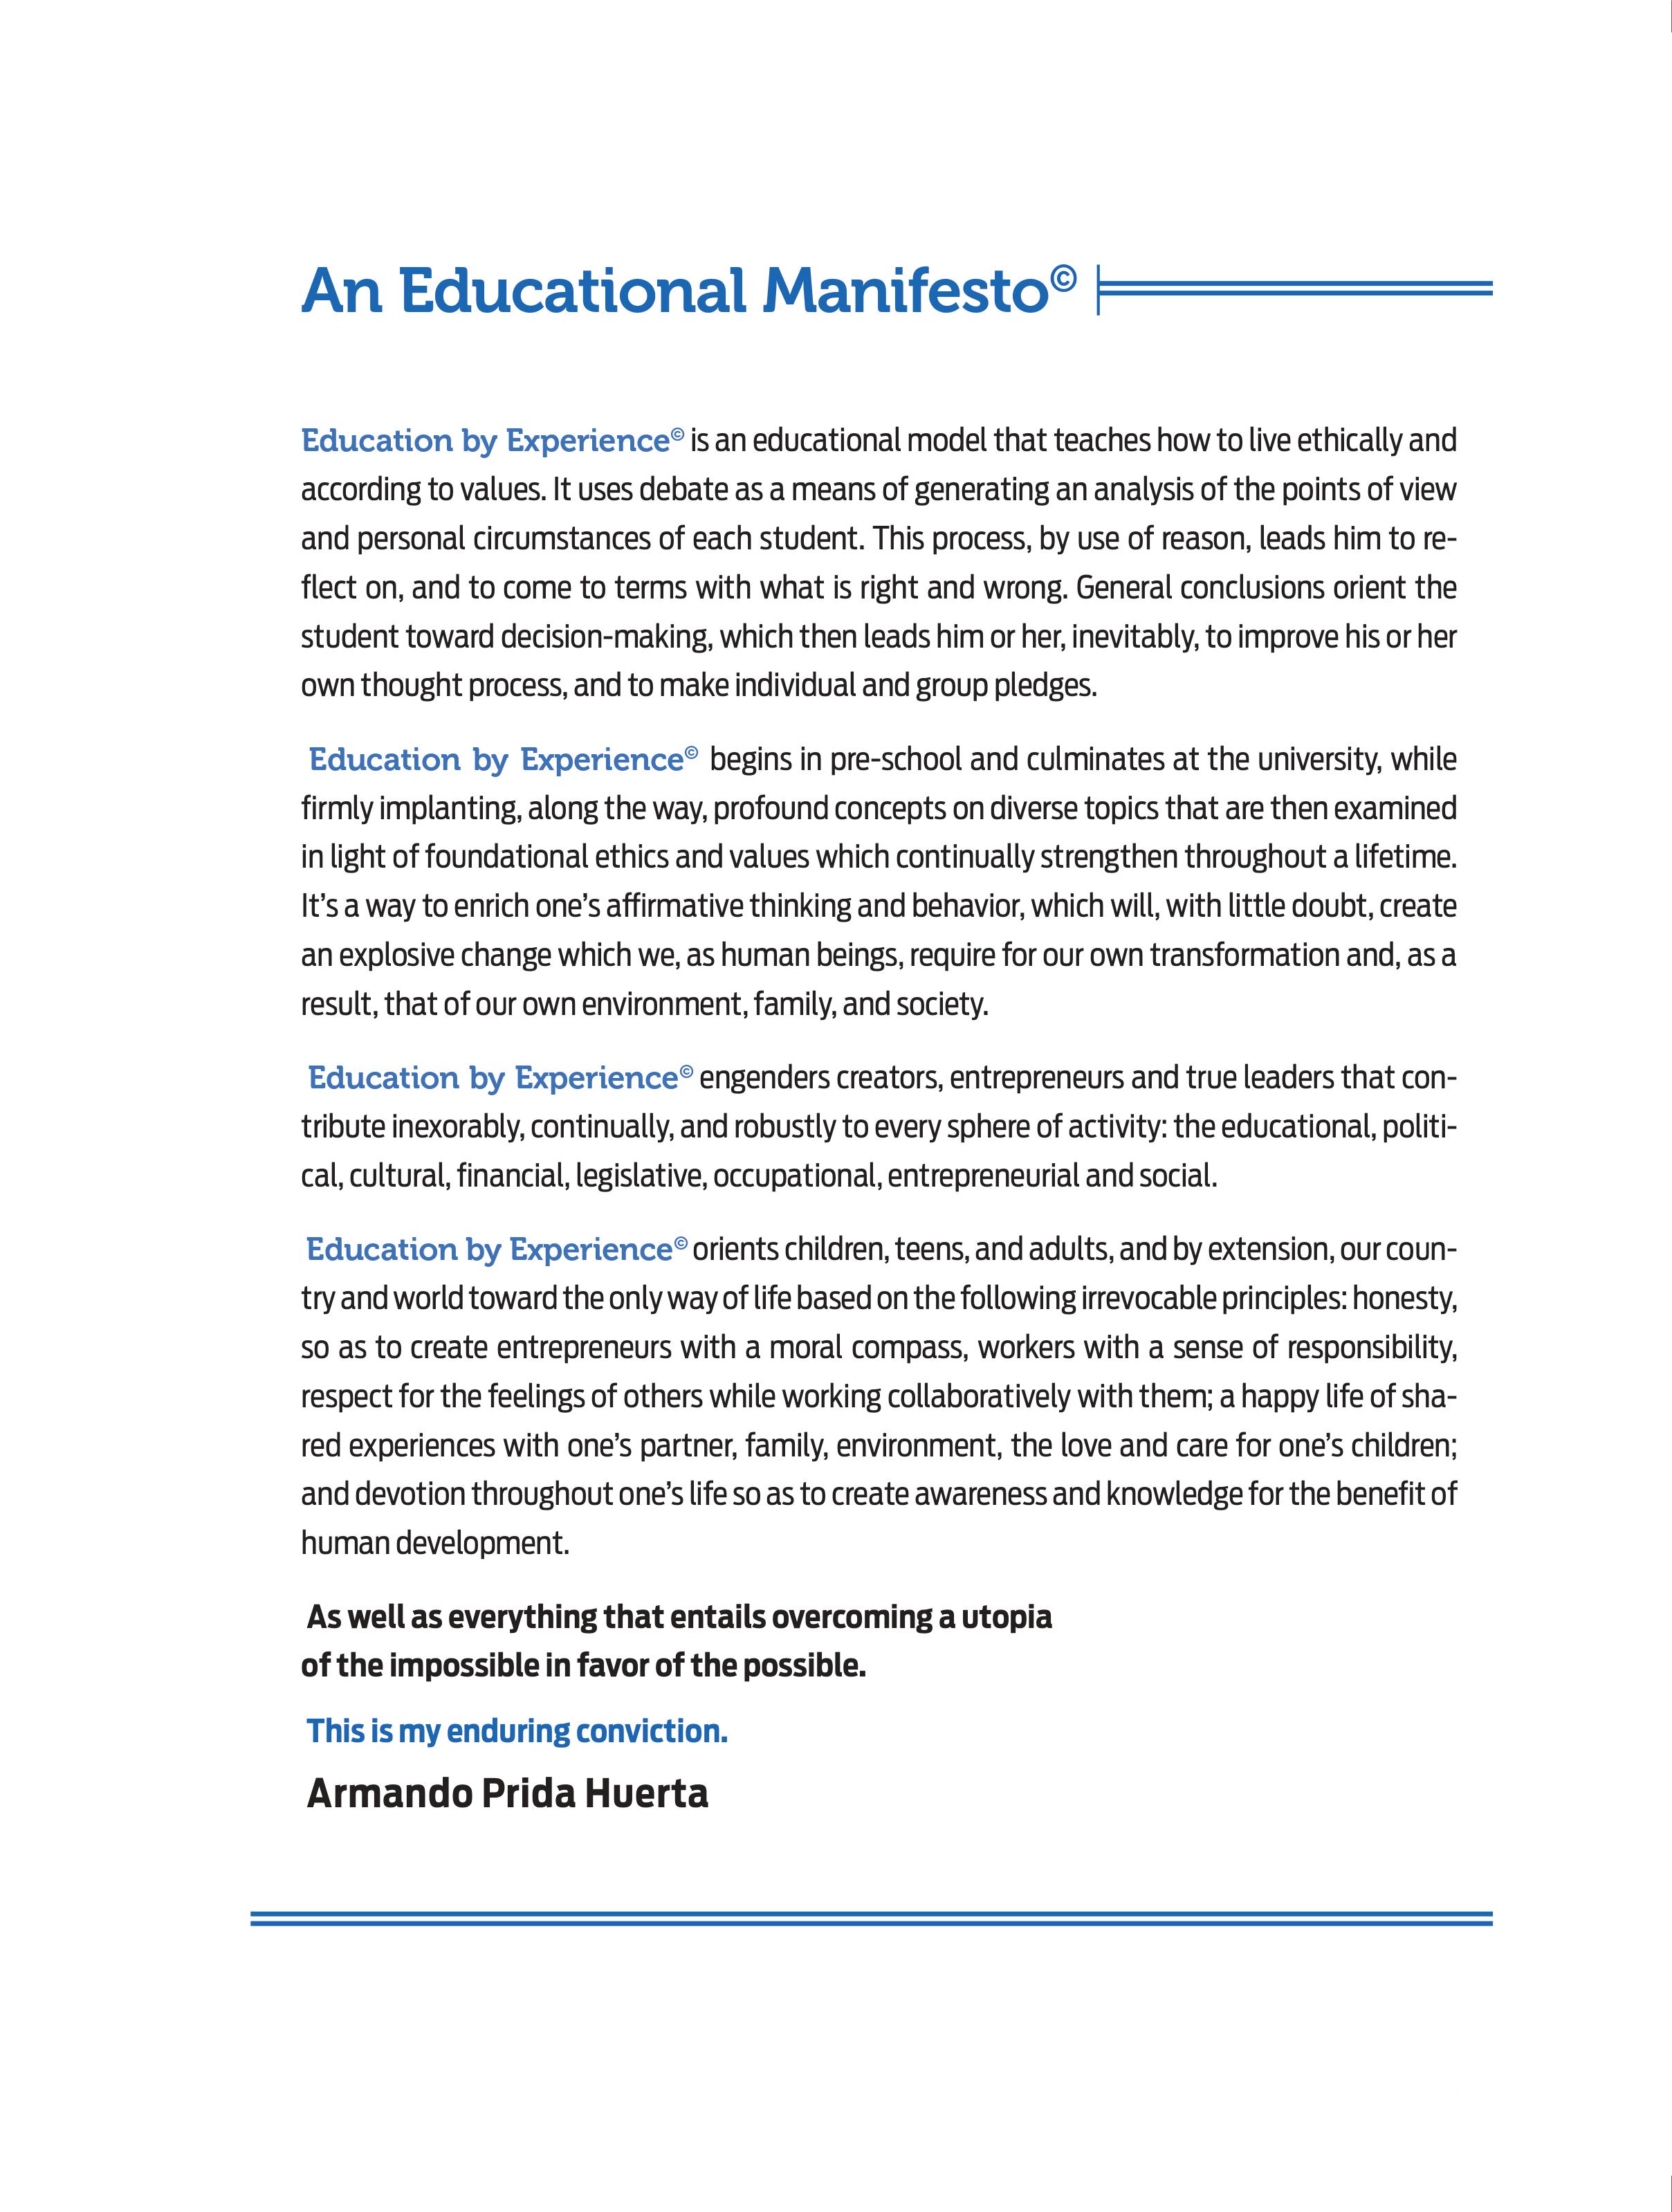 An Educational Manifesto©
Education by Experience© is an educational model that teaches how to live ethically and
according to values. It uses debate as a means of generating an analysis of the points of view
and personal circumstances of each student. This process, by use of reason, leads him to re-
flect on, and to come to terms with what is right and wrong. General conclusions orient the
student toward decision-making, which then leads him or her, inevitably, to improve his or her
own thought process, and to make individual and group pledges.
Education by Experience© begins in pre-school and culminates at the university, while
firmly implanting, along the way, profound concepts on diverse topics that are then examined
in light of foundational ethics and values which continually strengthen throughout a lifetime.
It’s a way to enrich one’s affirmative thinking and behavior, which will, with little doubt, create
an explosive change which we, as human beings, require for our own transformation and, as a
result, that of our own environment, family, and society.
Education by Experience© engenders creators, entrepreneurs and true leaders that con-
tribute inexorably, continually, and robustly to every sphere of activity: the educational, politi-
cal, cultural, financial, legislative, occupational, entrepreneurial and social.
Education by Experience© orients children, teens, and adults, and by extension, our coun-
try and world toward the only way of life based on the following irrevocable principles: honesty,
so as to create entrepreneurs with a moral compass, workers with a sense of responsibility,
respect for the feelings of others while working collaboratively with them; a happy life of sha-
red experiences with one’s partner, family, environment, the love and care for one’s children;
and devotion throughout one’s life so as to create awareness and knowledge for the benefit of
human development.
As well as everything that entails overcoming a utopia
of the impossible in favor of the possible.
This is my enduring conviction.
Armando Prida Huerta